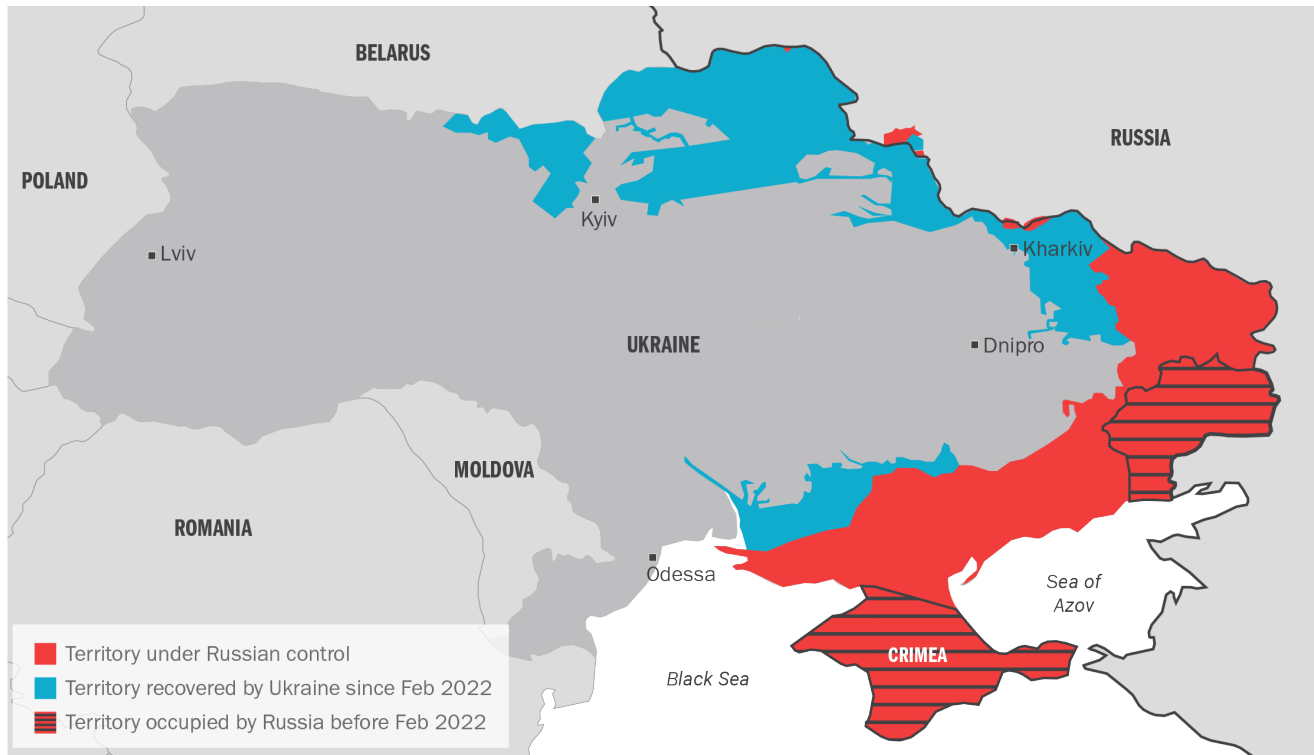 BELARUS
RUSSIA
POLAND
Kyiv
Lviv
Kharkiv
UKRAINE
Dnipro
MOLDOVA
ROMANIA
Odessa
Sea of
Azov
CRIMEA
Black Sea
Territory under Russian control
Territory recovered by Ukraine since Feb 2022
Territory occupied by Russia before Feb 2022